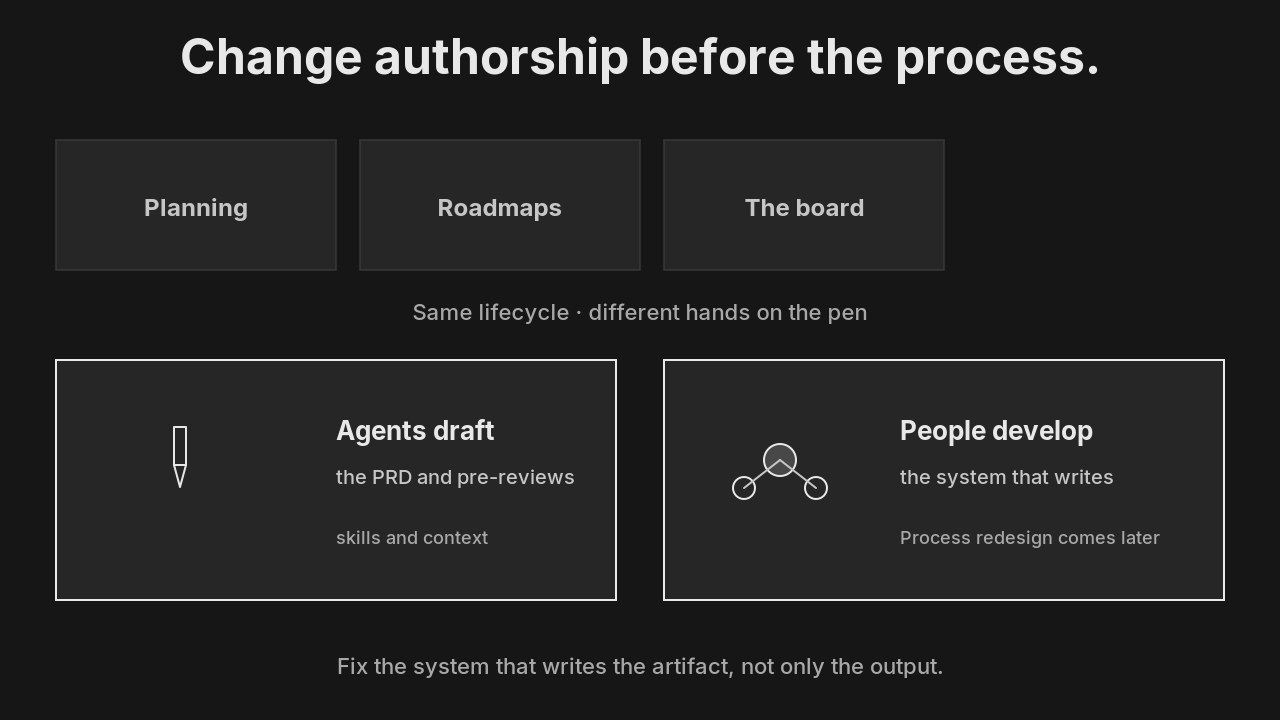 Change authorship before the process.
Planning
Roadmaps
The board
Same lifecycle · different hands on the pen
Agents draft
the PRD and pre-reviews
skills and context
People develop
the system that writes
Process redesign comes later
Fix the system that writes the artifact, not only the output.